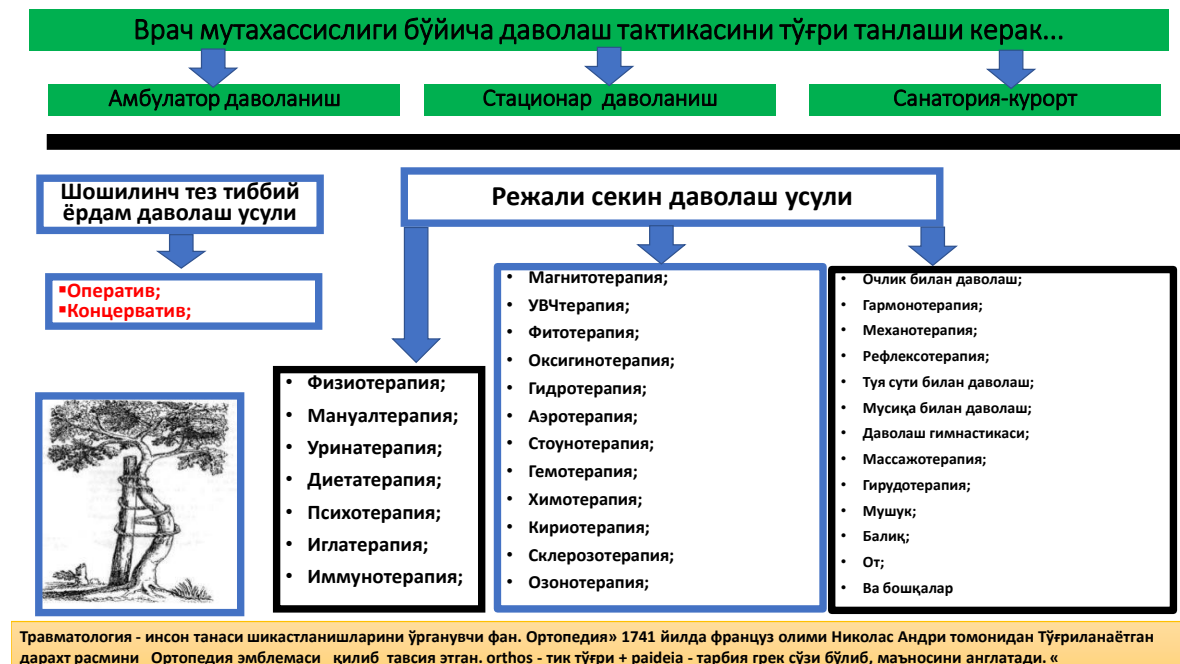 Врач мутахассислиги бўйича даволаш тактикасини тўғри танлаши керак...
Амбулатор даволаниш
Стационар даволаниш
Санатория-курорт
Шошилинч тез тиббий
ёрдам даволаш усули
Режали секин даволаш усули
▪Оператив;
▪Концерватив;
• Физиотерапия;
• Мануалтерапия;
• Уринатерапия;
• Диетатерапия;
• Психотерапия;
• Иглатерапия;
• Иммунотерапия;
• Магнитотерапия;
• УВЧтерапия;
• Фитотерапия;
• Оксигинотерапия;
• Гидротерапия;
• Аэротерапия;
• Стоунотерапия;
• Гемотерапия;
• Химотерапия;
• Кириотерапия;
• Склерозотерапия;
• Озонотерапия;
• Очлик билан даволаш;
• Гармонотерапия;
• Механотерапия;
• Рефлексотерапия;
• Туя сути билан даволаш;
• Мусиқа билан даволаш;
• Даволаш гимнастикаси;
• Массажотерапия;
• Гирудотерапия;
• Мушук;
• Балиқ;
• От;
• Ва бошқалар
Травматология - инсон танаси шикастланишларини ўрганувчи фан. Ортопедия» 1741 йилда француз олими Николас Андри томонидан Тўғриланаётган
дарахт расмини Ортопедия эмблемаси қилиб тавсия этган. orthos - тик тўғри + paideia - тарбия грек сўзи бўлиб, маъносини англатади. «